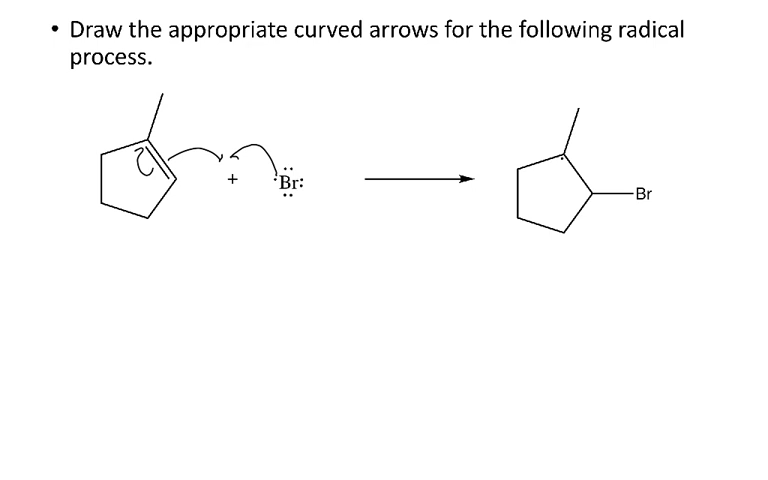 • Draw the appropriate curved arrows for the following radical
process.
+ ·Br:
Br